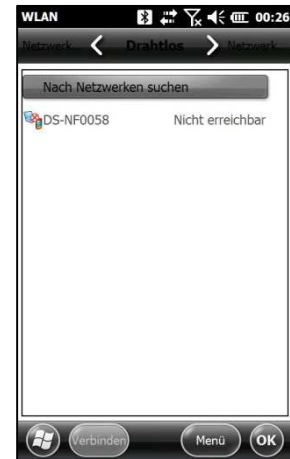 WLAN 00:26
Netzwerk Drahtlos Netzwerk
Nach Netzwerken suchen
DS-NF0058 Nicht erreichbar
Verbinden Menü OK